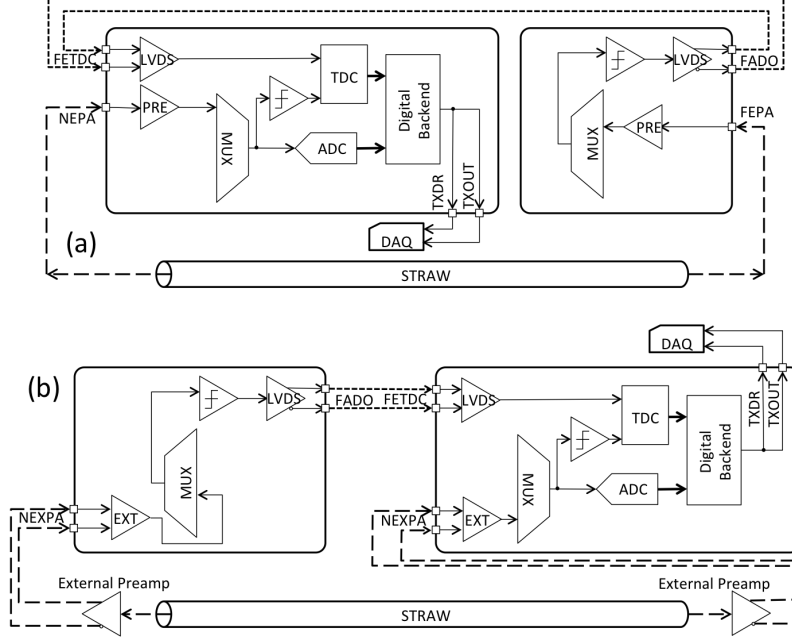 FETDC
LVDS
TDC
Digital
Backend
LVDS
FADO
NEPA
PRE
MUX
ADC
MUX
PRE
FEPA
TXDR
TXOUT
DAQ
(a)
STRAW
(b)
DAQ
LVDS
FADO
FETDC
LVDS
TDC
TXDR
TXOUT
MUX
MUX
Digital
Backend
ADC
NEXPA
EXT
NEXPA
EXT
External Preamp
External Preamp
STRAW